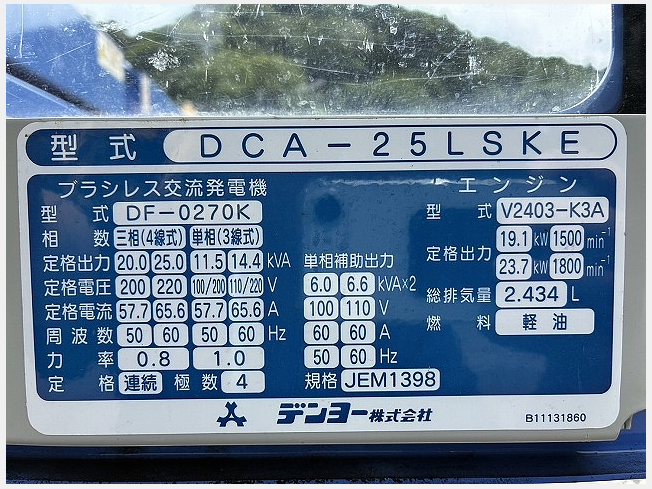 型式 DCA-25LSKE
ブラシレス交流発電機
型式 DF-0270K
相数 三相(4線式) 単相(3線式)
定格出力 20.0 25.0 11.5 14.4 kVA
定格電圧 200 220 100/200 110/220 V
定格電流 57.7 65.6 57.7 65.6 A
周波数 50 60 50 60 Hz
力率 0.8 1.0
定格 連続 極数 4
単相補助出力
6.0 6.6 kVA×2
100 110 V
60 60 A
50 60 Hz
規格 JEM1398
エンジン
型式 V2403-K3A
定格出力 19.1 kW 1500 min⁻¹
23.7 kW 1800 min⁻¹
総排気量 2.434 L
燃料 軽油
デンヨー株式会社
B11131860